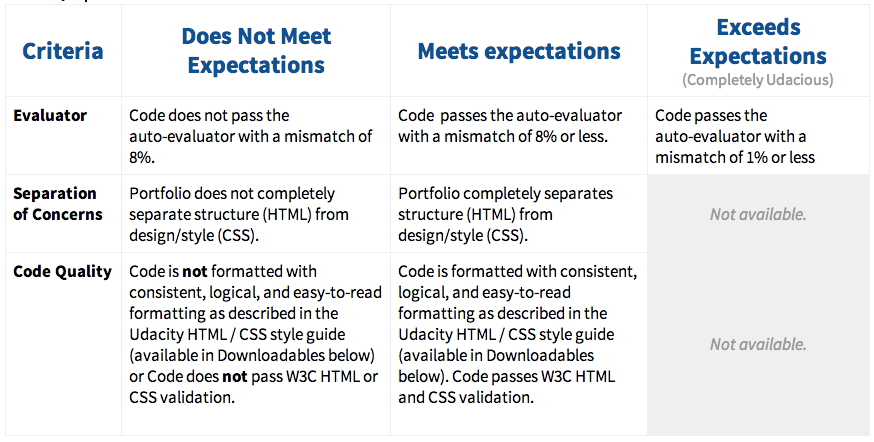 Criteria
Does Not Meet
Expectations
Meets expectations
Exceeds
Expectations
(Completely Udacious)
Evaluator
Code does not pass the
auto-evaluator with a mismatch of
8%.
Code passes the auto-evaluator
with a mismatch of 8% or less.
Code passes the
auto-evaluator with a
mismatch of 1% or less
Separation
of Concerns
Portfolio does not completely
separate structure (HTML) from
design/style (CSS).
Portfolio completely separates
structure (HTML) from
design/style (CSS).
Not available.
Code Quality
Code is not formatted with
consistent, logical, and easy-to-read
formatting as described in the
Udacity HTML / CSS style guide
(available in Downloadables below)
or Code does not pass W3C HTML or
CSS validation.
Code is formatted with consistent,
logical, and easy-to-read
formatting as described in the
Udacity HTML / CSS style guide
(available in Downloadables
below). Code passes W3C HTML
and CSS validation.
Not available.